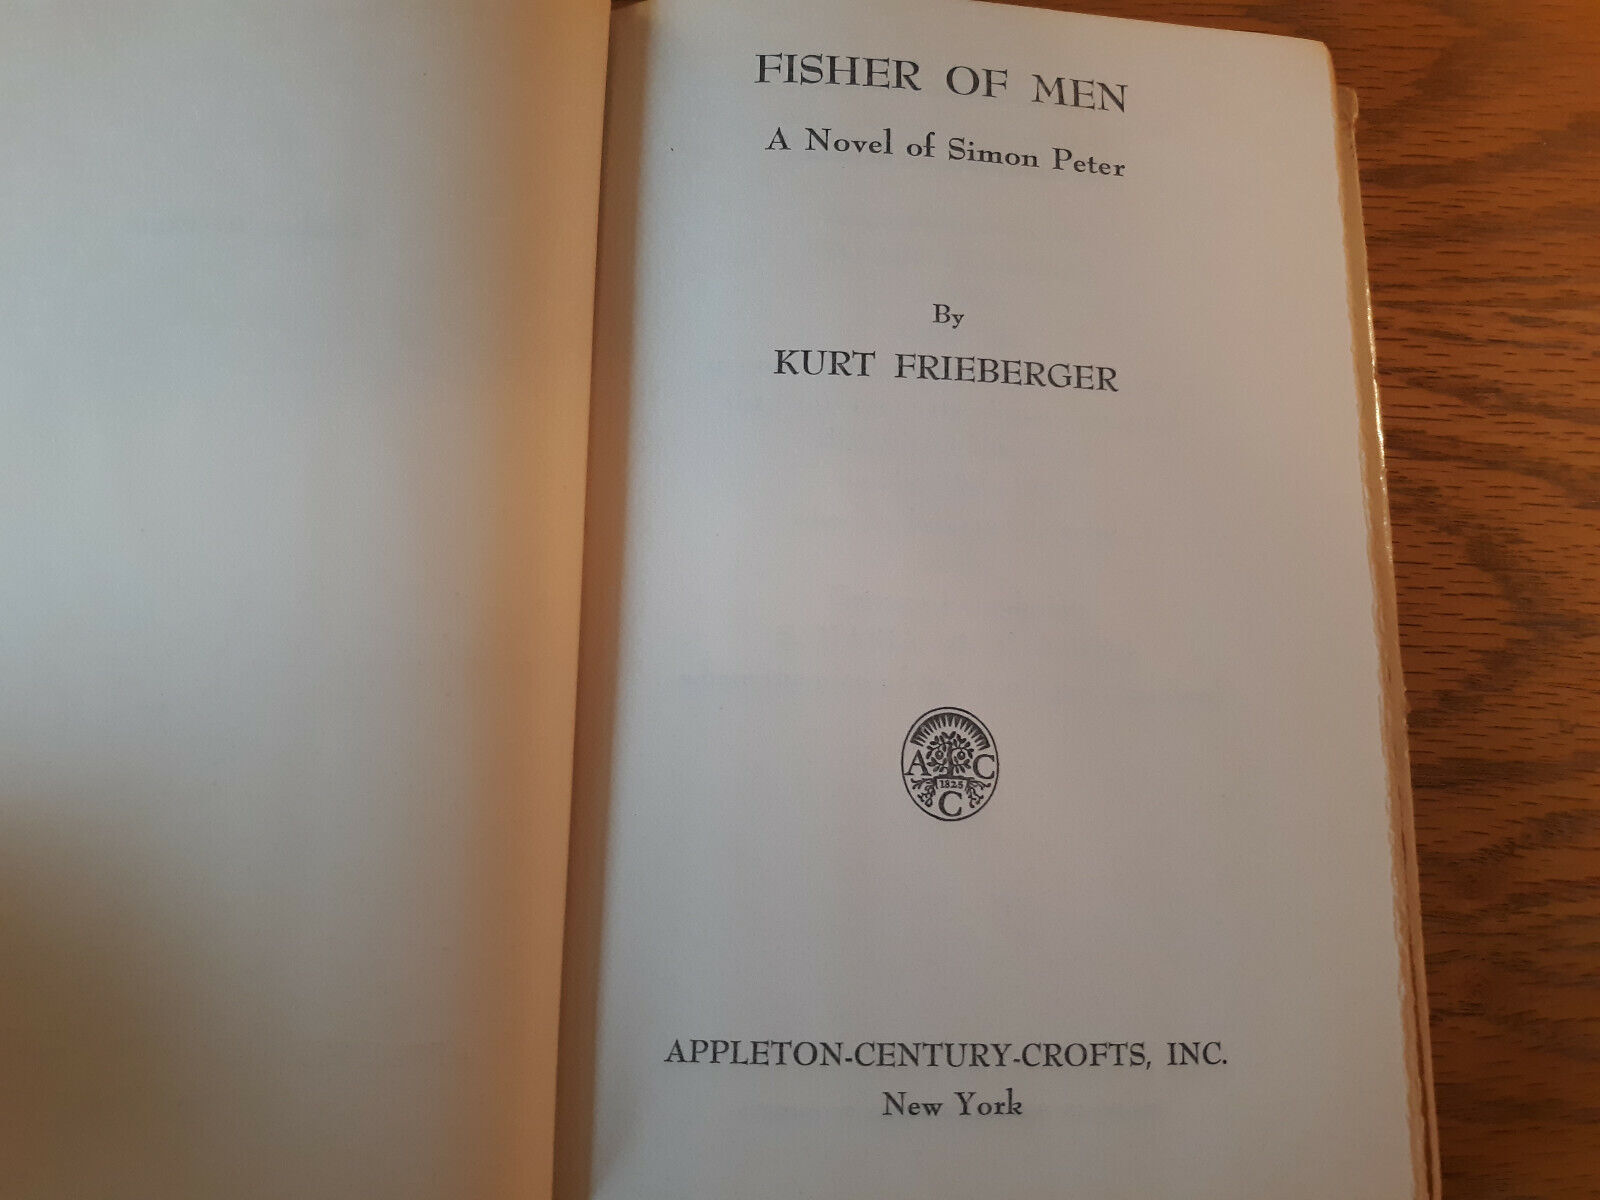 FISHER OF MEN
A Novel of Simon Peter
By
KURT FRIEBERGER
A C
1825
C
APPLETON-CENTURY-CROFTS, INC.
New York